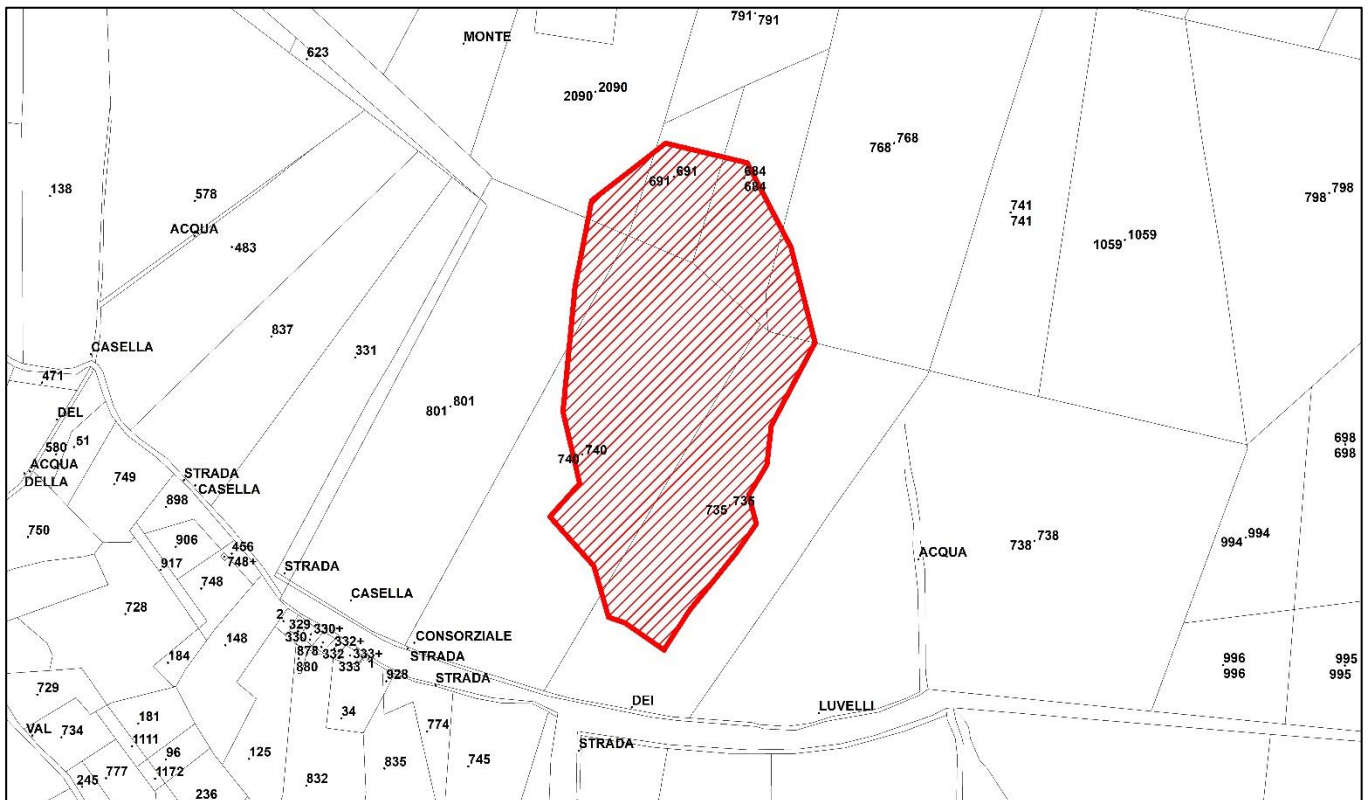 791 791
MONTE
623
2090 2090
768 768
138
578
691 691
684
684
798 798
741
741
ACQUA
483
1059 1059
837
CASELLA
331
471
801 801
DEL
580 51
698
698
740 740
ACQUA
DELLA
749
STRADA
CASELLA
898
735 735
750
906
466
748+
917
748
738 738
994 994
ACQUA
STRADA
CASELLA
728
2
329 330+
330 332+
878 332 333+
880 333 1
148
184
CONSORZIALE
STRADA
928
STRADA
996
996
995
995
729
DEI
LUVELLI
181
34
VAL 734
1111
774
96
125
STRADA
777
1172
245
832
835
745
236